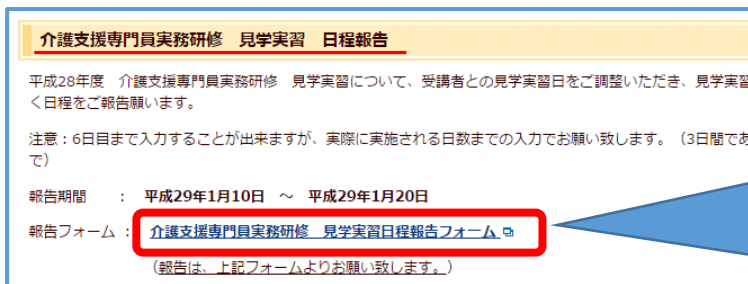 介護支援専門員実務研修　見学実習　日程報告
平成28年度　介護支援専門員実務研修　見学実習について、受講者との見学実習日をご調整いただき、見学実習
く日程をご報告願います。
注意：6日目まで入力することが出来ますが、実際に実施される日数までの入力でお願い致します。（3日間であ
で）
報告期間　：　平成29年1月10日　～　平成29年1月20日
報告フォーム：　介護支援専門員実務研修　見学実習日程報告フォーム
（報告は、上記フォームよりお願い致します。）